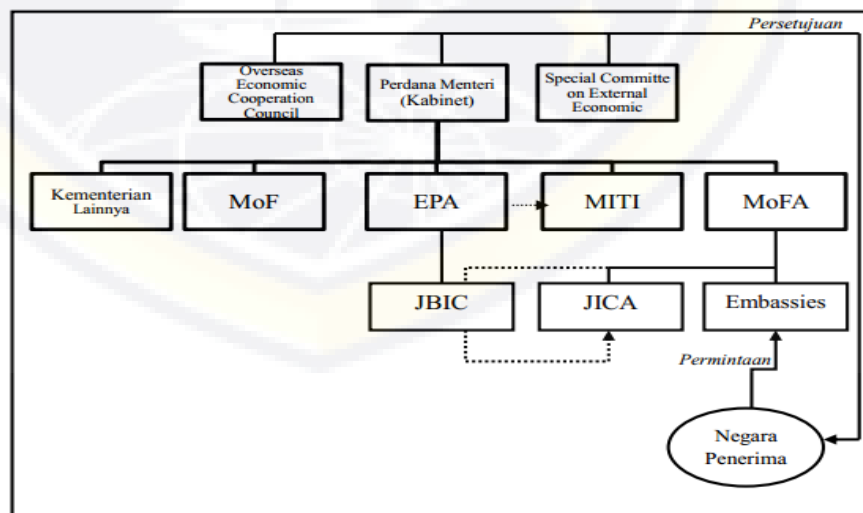 Persetujuan
Overseas
Economic
Cooperation
Council
Perdana Menteri
(Kabinet)
Special Committe
on External
Economic
Kementerian
Lainnya
MoF
EPA
MITI
MoFA
JBIC
JICA
Embassies
Permintaan
Negara
Penerima